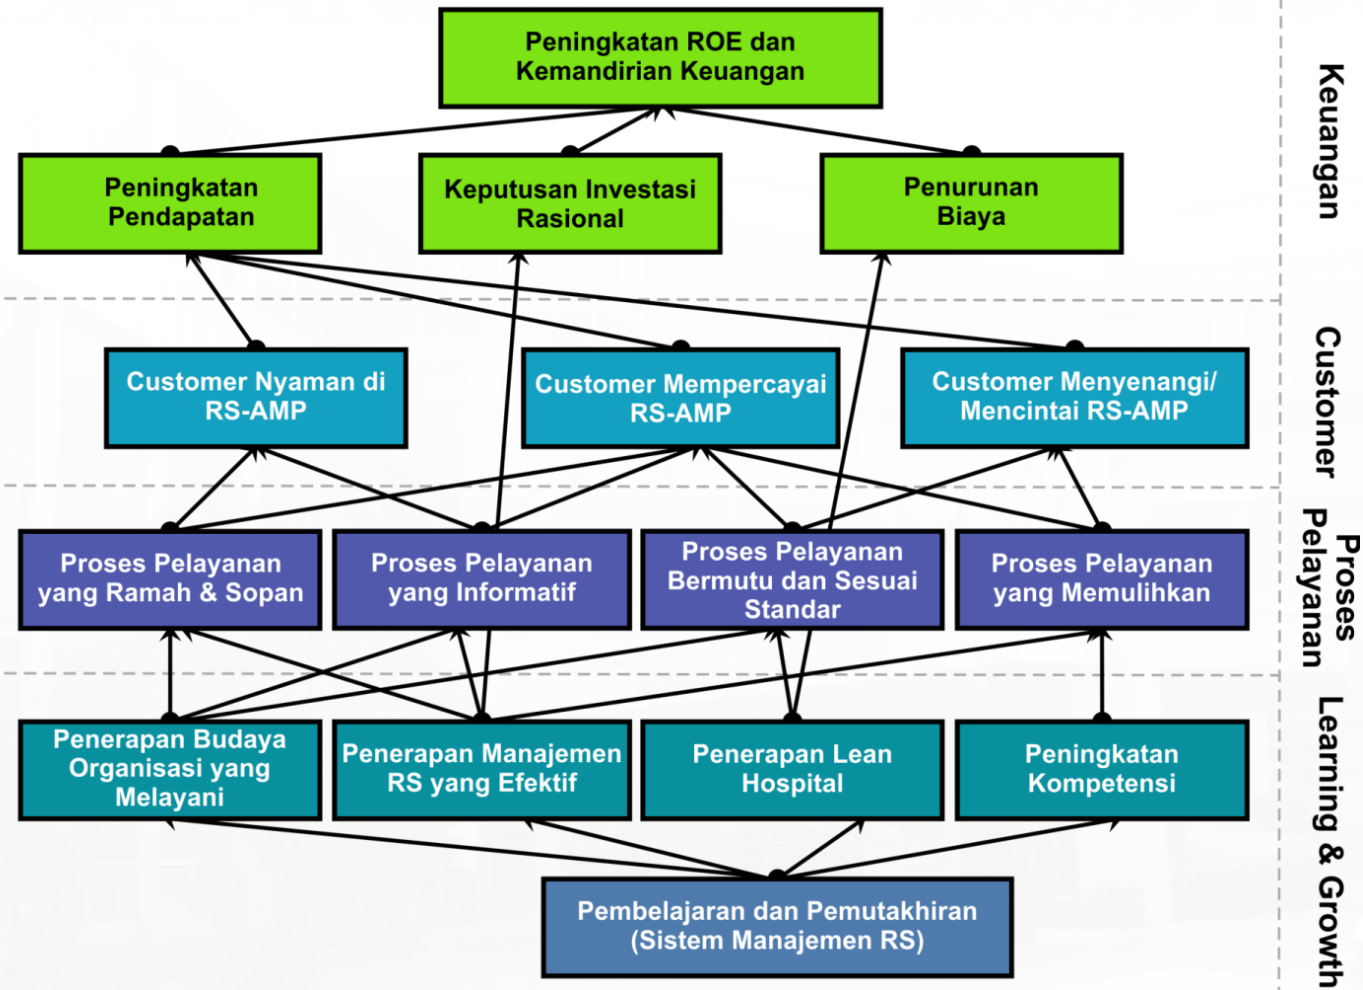 Peningkatan ROE dan
Kemandirian Keuangan
Keuangan
Peningkatan
Pendapatan
Keputusan Investasi
Rasional
Penurunan
Biaya
Customer Nyaman di
RS-AMP
Customer Mempercayai
RS-AMP
Customer Menyenangi/
Mencintai RS-AMP
Customer
Proses Pelayanan
yang Ramah & Sopan
Proses Pelayanan
yang Informatif
Proses Pelayanan
Bermutu dan Sesuai
Standar
Proses Pelayanan
yang Memulihkan
Proses
Pelayanan
Penerapan Budaya
Organisasi yang
Melayani
Penerapan Manajemen
RS yang Efektif
Penerapan Lean
Hospital
Peningkatan
Kompetensi
Learning & Growth
Pembelajaran dan Pemutakhiran
(Sistem Manajemen RS)